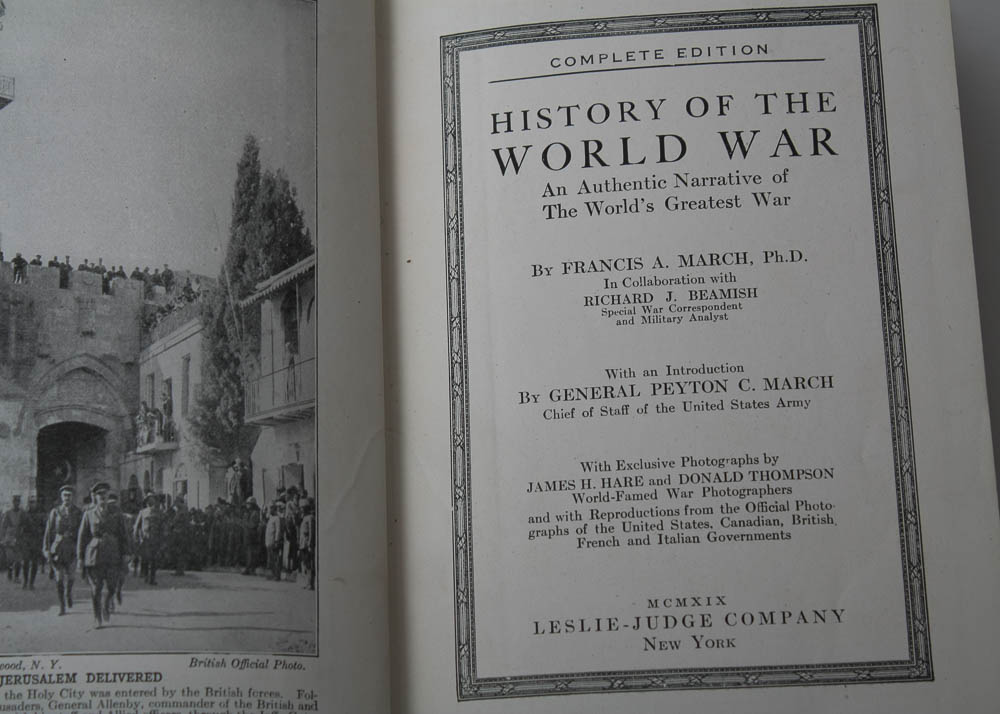 N. Y.
British Official Photo.
JERUSALEM DELIVERED
the Holy City was entered by the British forces. Fol-
usaders, General Allenby, commander of the British and
COMPLETE EDITION
HISTORY OF THE
WORLD WAR
An Authentic Narrative of
The World's Greatest War
By FRANCIS A. MARCH, Ph.D.
In Collaboration with
RICHARD J. BEAMISH
Special War Correspondent
and Military Analyst
With an Introduction
By GENERAL PEYTON C. MARCH
Chief of Staff of the United States Army
With Exclusive Photographs by
JAMES H. HARE and DONALD THOMPSON
World-Famed War Photographers
and with Reproductions from the Official Photo-
graphs of the United States, Canadian, British,
French and Italian Governments
MCMXIX
LESLIE-JUDGE COMPANY
New York